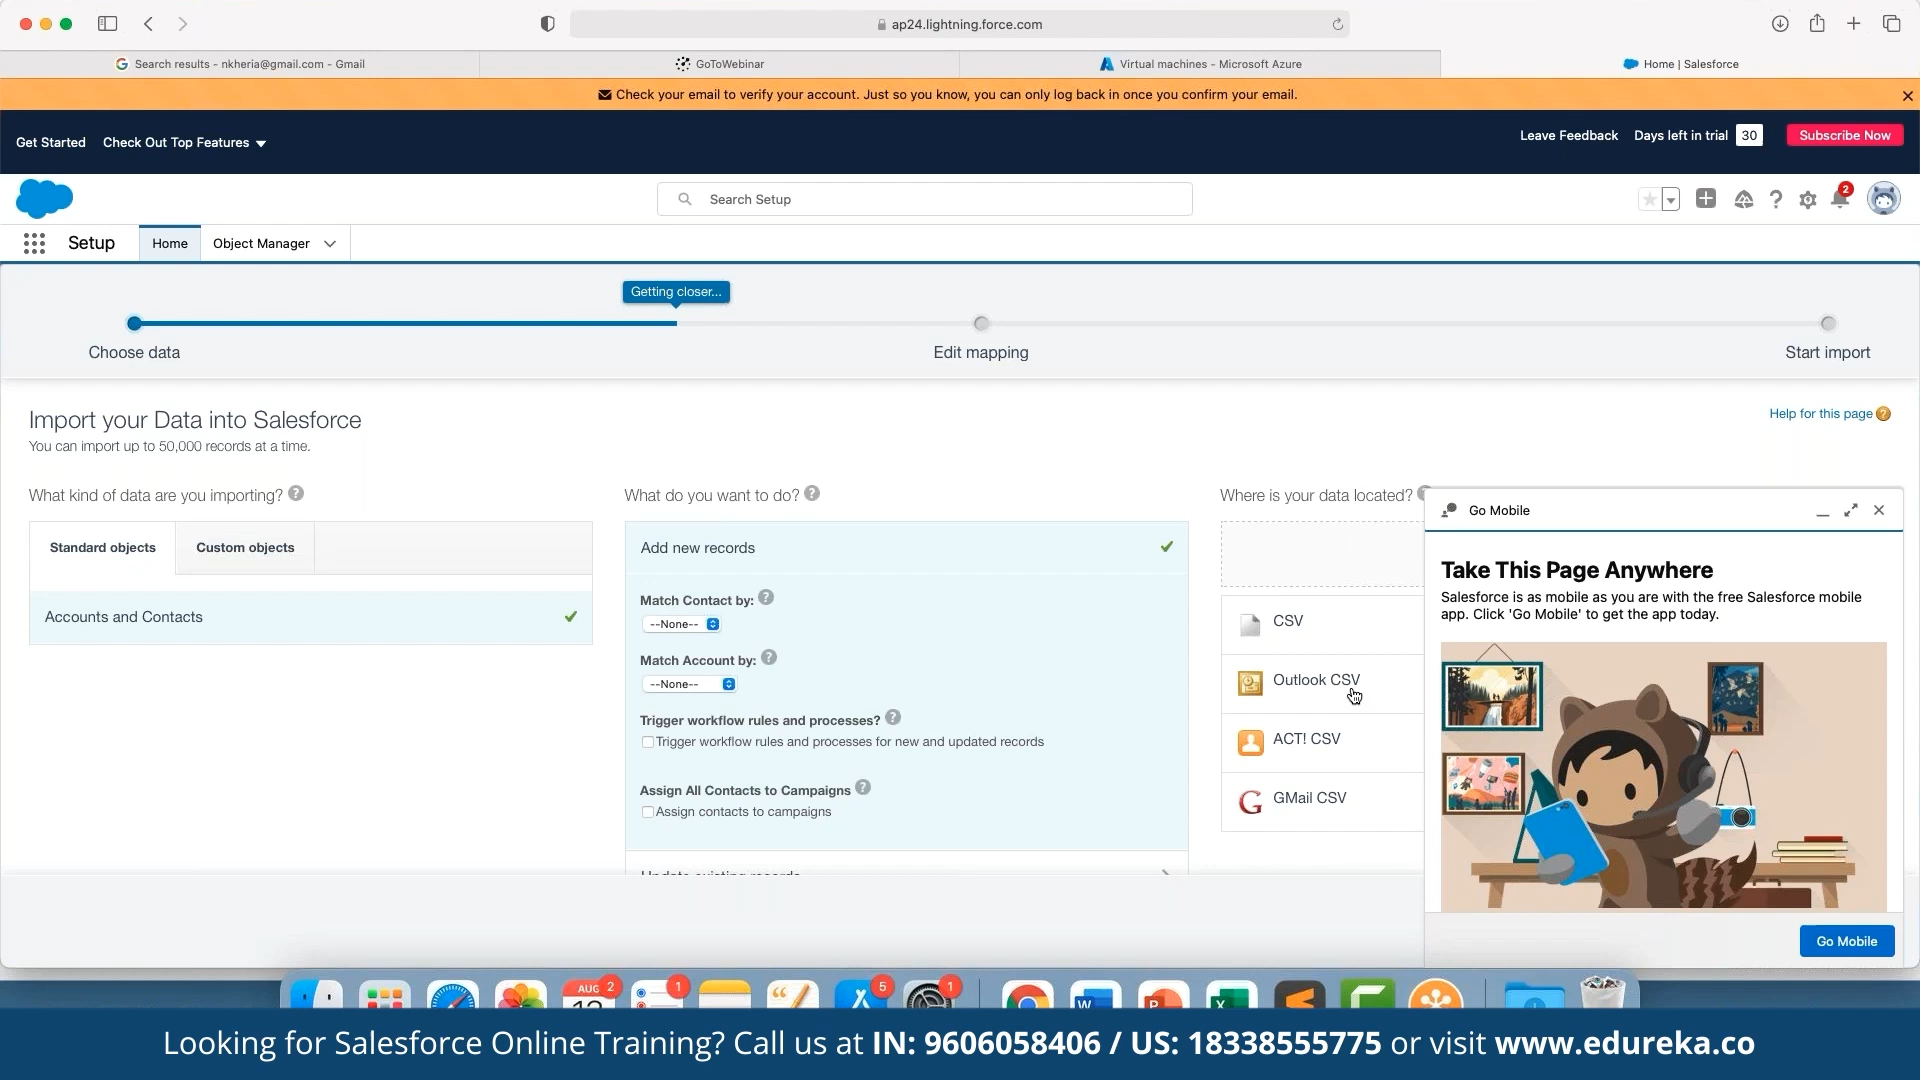 ap24.lightning.force.com
Search results - nkheria@gmail.com - Gmail
GoToWebinar
Virtual machines - Microsoft Azure
Home | Salesforce
Check your email to verify your account. Just so you know, you can only log back in once you confirm your email.
Get Started
Check Out Top Features
Leave Feedback
Days left in trial 30
Subscribe Now
Search Setup
2
Setup
Home
Object Manager
Getting closer...
Choose data
Edit mapping
Start import
Import your Data into Salesforce
You can import up to 50,000 records at a time.
Help for this page
What kind of data are you importing?
What do you want to do?
Where is your data located?
Standard objects
Custom objects
Accounts and Contacts
Add new records
Match Contact by:
--None--
Match Account by:
--None--
Trigger workflow rules and processes?
Trigger workflow rules and processes for new and updated records
Assign All Contacts to Campaigns
Assign contacts to campaigns
CSV
Outlook CSV
ACT! CSV
GMail CSV
Go Mobile
Take This Page Anywhere
Salesforce is as mobile as you are with the free Salesforce mobile
app. Click 'Go Mobile' to get the app today.
Go Mobile
AUG 2
1
5
1
Looking for Salesforce Online Training? Call us at IN: 9606058406 / US: 18338555775 or visit www.edureka.co